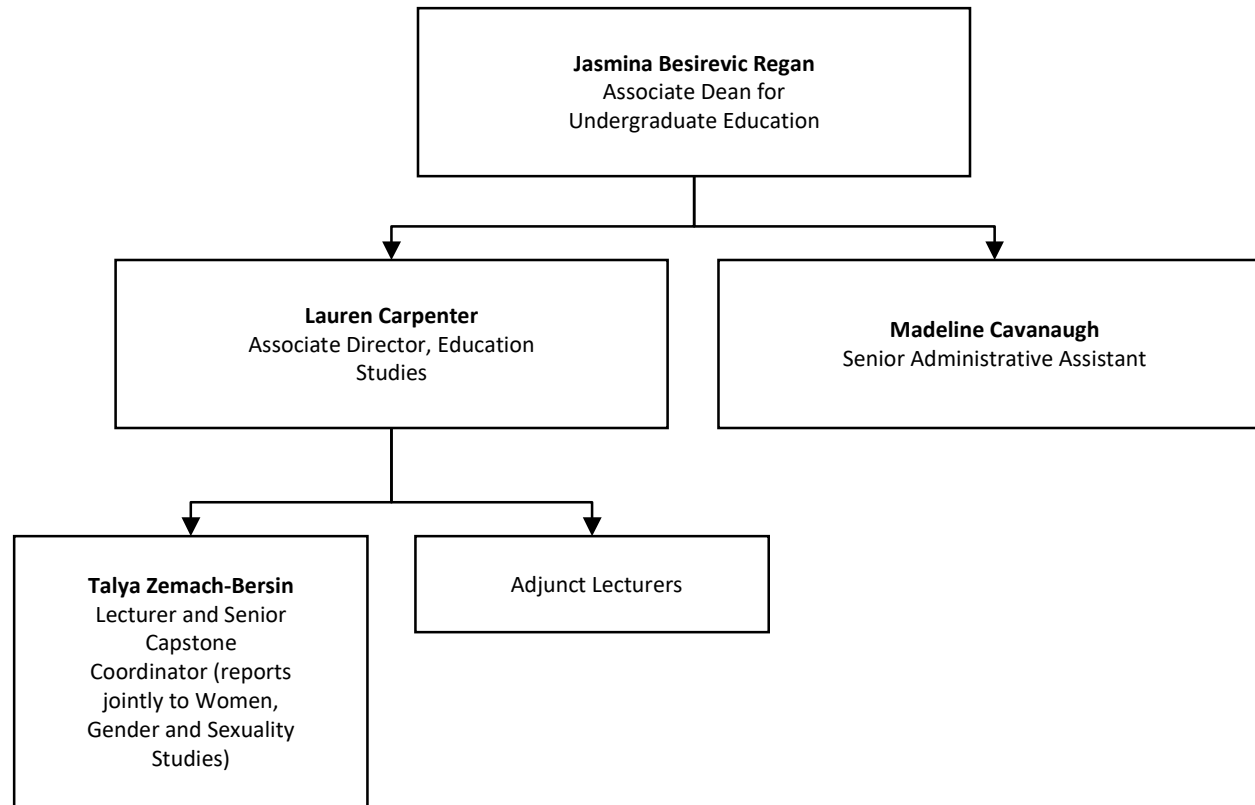 Jasmina Besirevic Regan
Associate Dean for
Undergraduate Education
Lauren Carpenter
Associate Director, Education
Studies
Madeline Cavanaugh
Senior Administrative Assistant
Talya Zemach-Bersin
Lecturer and Senior
Capstone
Coordinator (reports
jointly to Women,
Gender and Sexuality
Studies)
Adjunct Lecturers